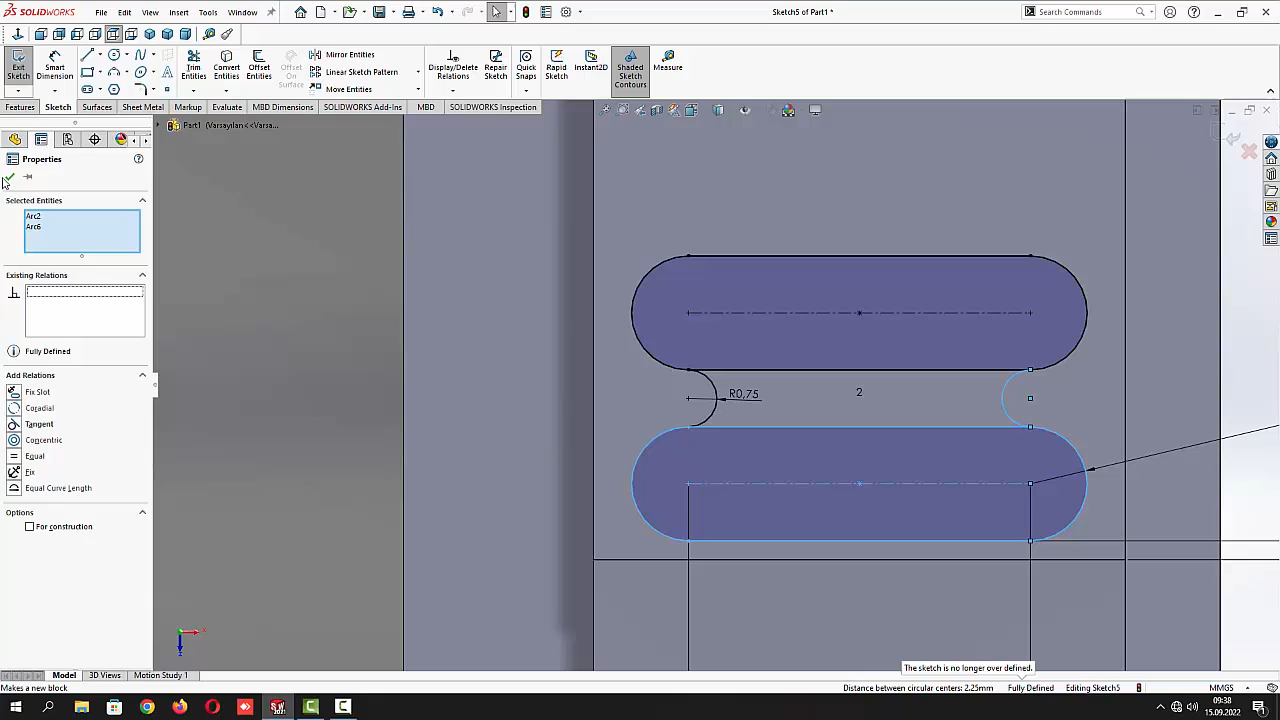 SOLIDWORKS File Edit View Insert Tools Window Sketch5 of Part1 * Search Commands
Exit Sketch
Smart Dimension
Trim Entities
Convert Entities
Offset Entities
Offset On Surface
Mirror Entities
Linear Sketch Pattern
Move Entities
Display/Delete Relations
Repair Sketch
Quick Snaps
Rapid Sketch
Instant2D
Shaded Sketch Contours
Measure
Features Sketch Surfaces Sheet Metal Markup Evaluate MBD Dimensions SOLIDWORKS Add-Ins MBD SOLIDWORKS Inspection
Part1 (Varsayılan<<Varsa...
Properties
Selected Entities
Arc2
Arc6
Existing Relations
Fully Defined
Add Relations
Fix Slot
Coradial
Tangent
Concentric
Equal
Fix
Equal Curve Length
Options
For construction
R0,75
2
The sketch is no longer over defined.
Model 3D Views Motion Study 1
Makes a new block Distance between circular centers: 2.25mm Fully Defined Editing Sketch5 MMGS
09:38
15.09.2022